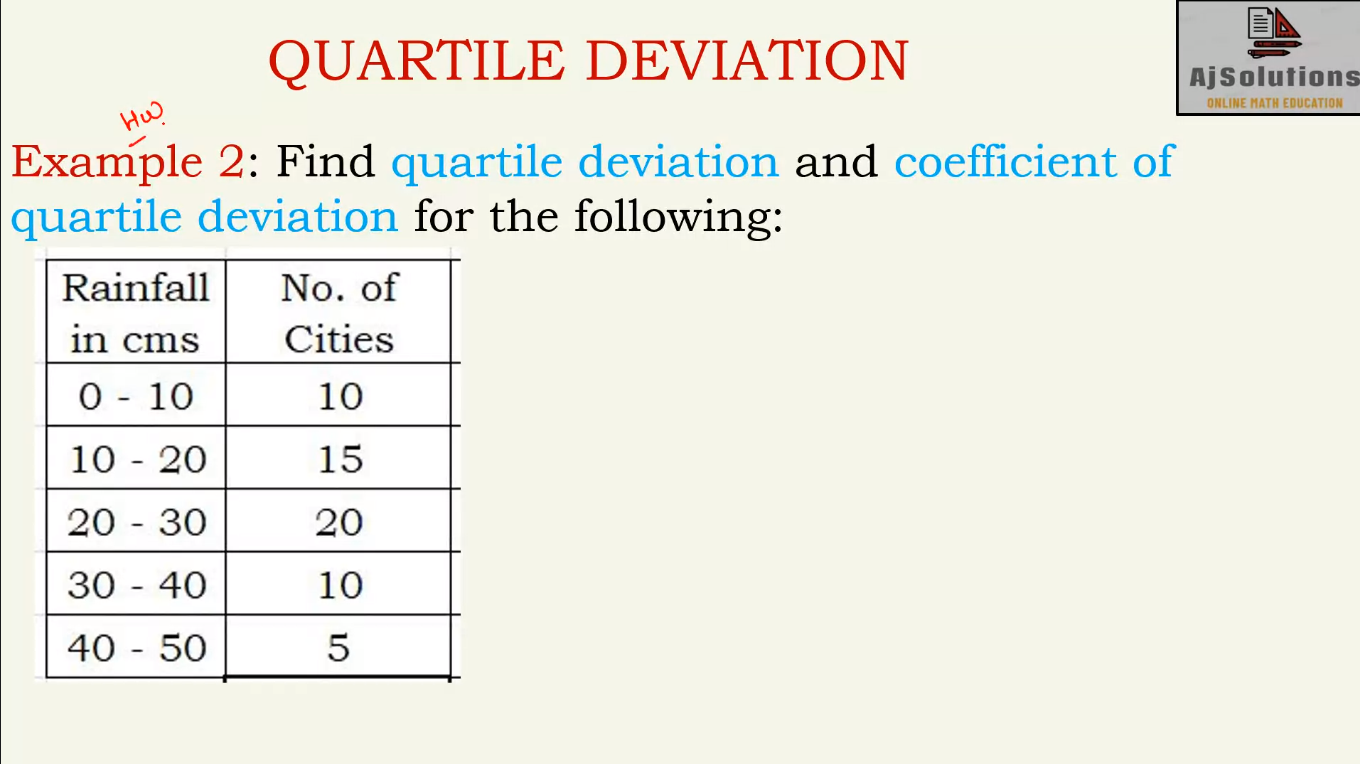 QUARTILE DEVIATION
AjSolutions
ONLINE MATH EDUCATION
HW.
Example 2: Find quartile deviation and coefficient of
quartile deviation for the following:
Rainfall in cms No. of Cities
0 - 10 10
10 - 20 15
20 - 30 20
30 - 40 10
40 - 50 5